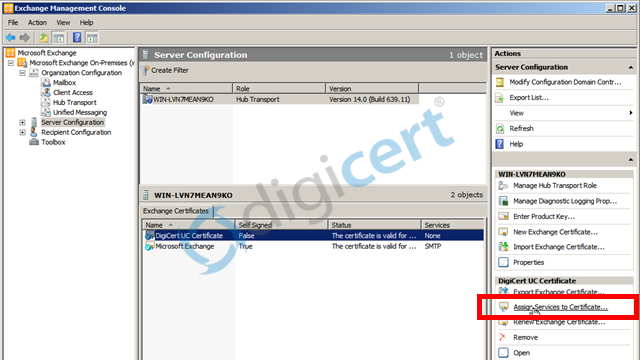 Exchange Management Console
File Action View Help
Microsoft Exchange
Microsoft Exchange On-Premises (w
Organization Configuration
Mailbox
Client Access
Hub Transport
Unified Messaging
Server Configuration
Recipient Configuration
Toolbox
Server Configuration 1 object
Create Filter
Name Role Version
WIN-LVN7MEAN9KO Hub Transport Version 14.0 (Build 639.11)
digicert®
WIN-LVN7MEAN9KO 2 objects
Exchange Certificates
Name Self Signed Status Services
DigiCert UC Certificate False The certificate is valid for ... None
Microsoft Exchange True The certificate is valid for ... SMTP
Actions
Server Configuration
Modify Configuration Domain Contr...
Export List...
View
Refresh
Help
WIN-LVN7MEAN9KO
Manage Hub Transport Role
Manage Diagnostic Logging Prop...
Enter Product Key...
New Exchange Certificate...
Import Exchange Certificate...
Properties
DigiCert UC Certificate
Export Exchange Certificate...
Assign Services to Certificate...
Renew Exchange Certificate...
Remove
Open